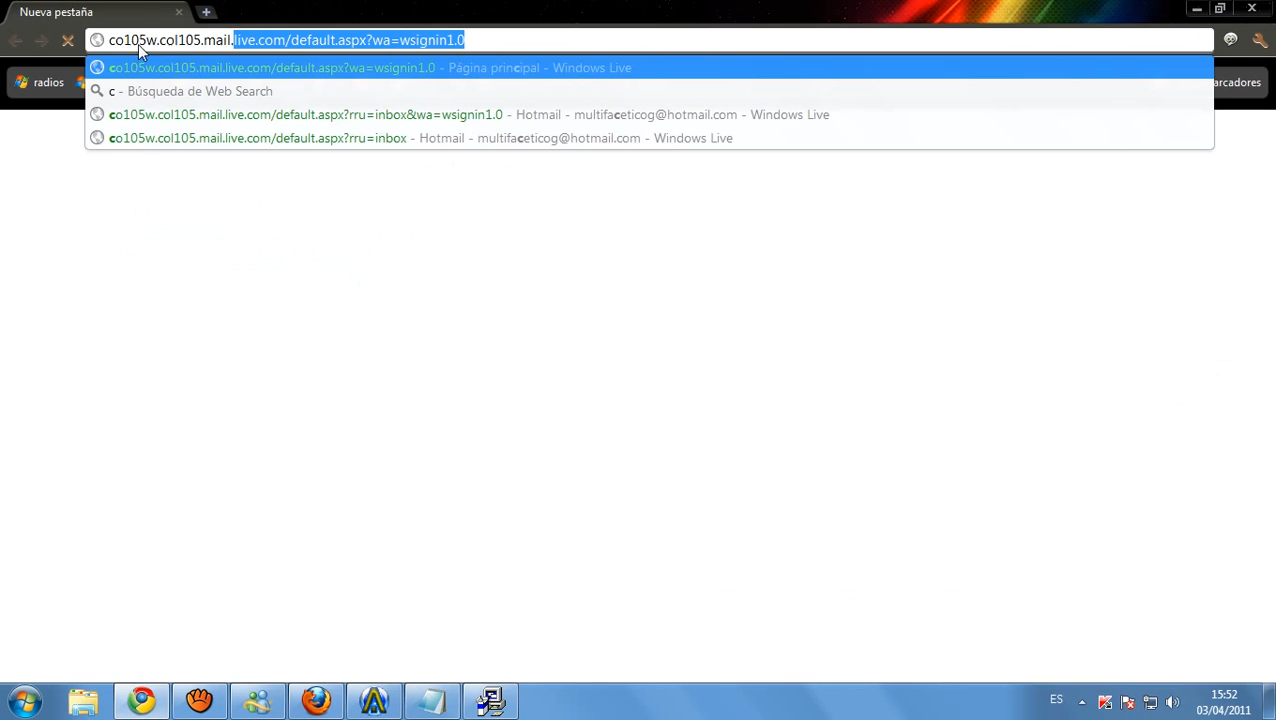 Nueva pestaña
co105w.col105.mail.live.com/default.aspx?wa=wsignin1.0
radios
co105w.col105.mail.live.com/default.aspx?wa=wsignin1.0 - Página principal - Windows Live
arcadores
c - Búsqueda de Web Search
co105w.col105.mail.live.com/default.aspx?rru=inbox&wa=wsignin1.0 - Hotmail - multifaceticog@hotmail.com - Windows Live
co105w.col105.mail.live.com/default.aspx?rru=inbox - Hotmail - multifaceticog@hotmail.com - Windows Live
ES
15:52
03/04/2011